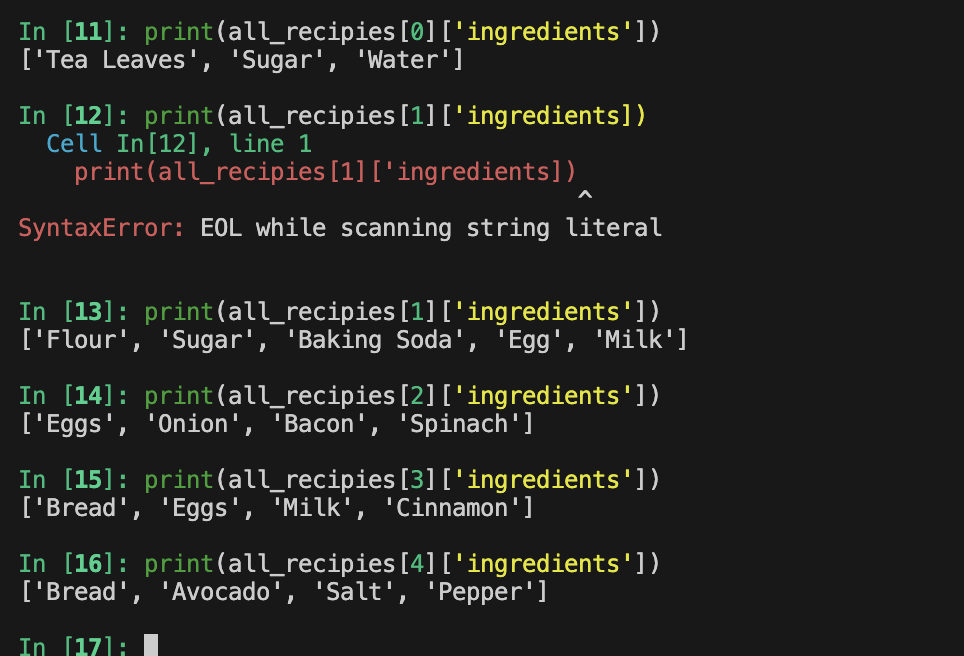 In [11]: print(all_recipies[0]['ingredients'])
['Tea Leaves', 'Sugar', 'Water']
In [12]: print(all_recipies[1]['ingredients])
Cell In[12], line 1
print(all_recipies[1]['ingredients])
^
SyntaxError: EOL while scanning string literal
In [13]: print(all_recipies[1]['ingredients'])
['Flour', 'Sugar', 'Baking Soda', 'Egg', 'Milk']
In [14]: print(all_recipies[2]['ingredients'])
['Eggs', 'Onion', 'Bacon', 'Spinach']
In [15]: print(all_recipies[3]['ingredients'])
['Bread', 'Eggs', 'Milk', 'Cinnamon']
In [16]: print(all_recipies[4]['ingredients'])
['Bread', 'Avocado', 'Salt', 'Pepper']
In [17]: